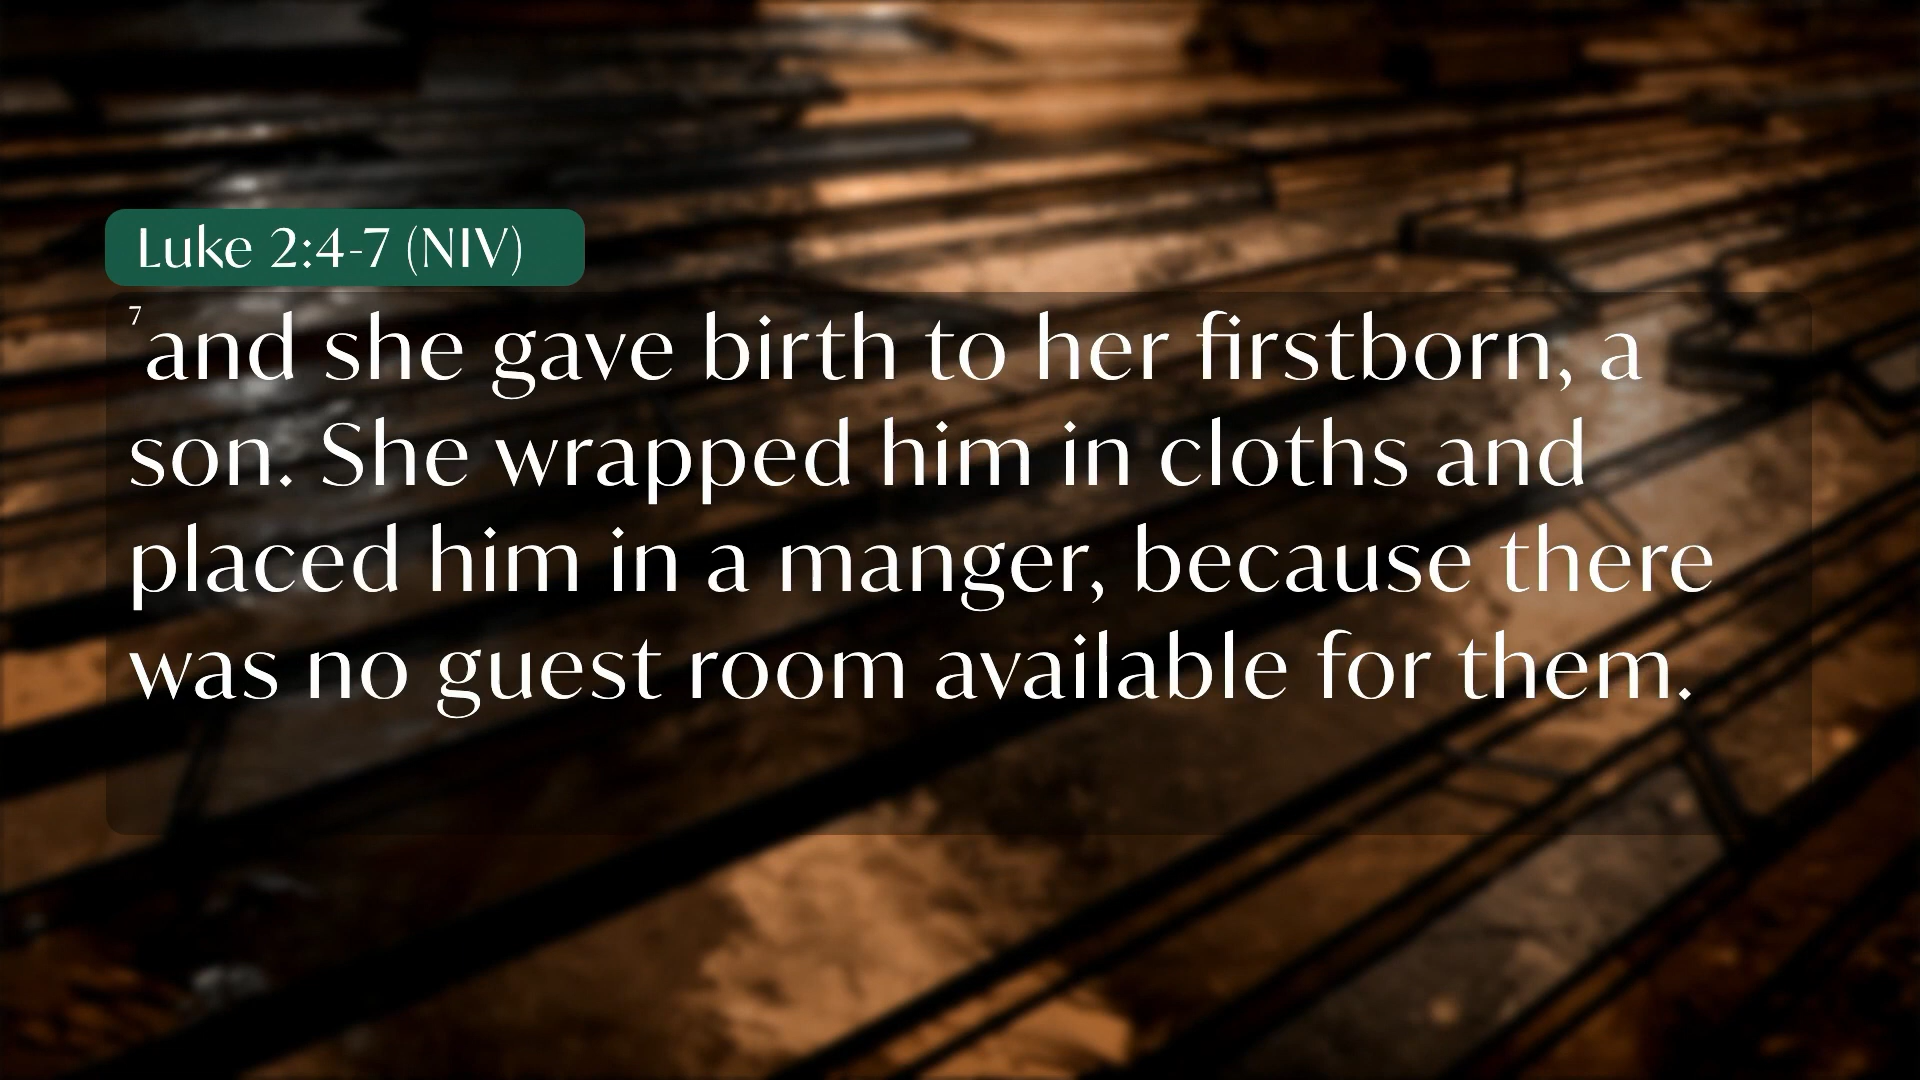 Luke 2:4-7 (NIV)
7and she gave birth to her firstborn, a
son. She wrapped him in cloths and
placed him in a manger, because there
was no guest room available for them.